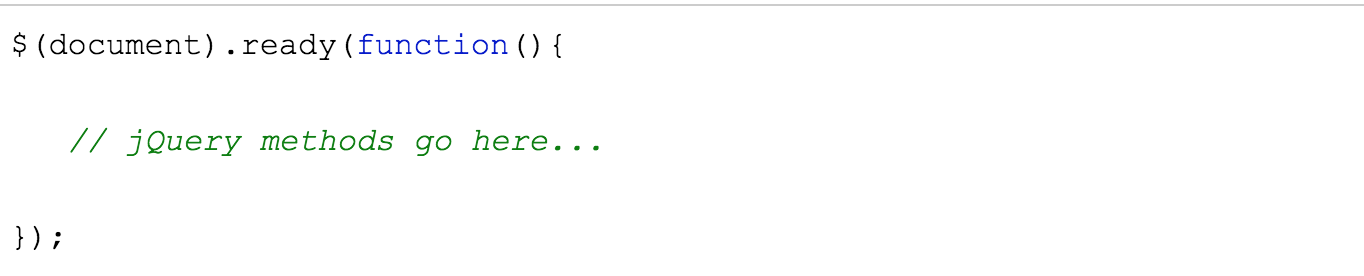 $(document).ready(function(){
// jQuery methods go here...
});